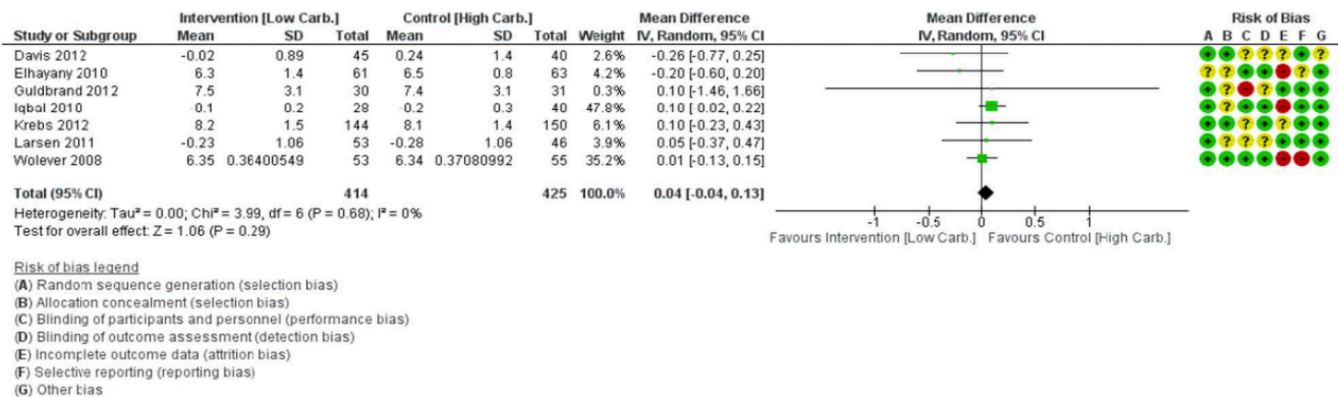 Intervention [Low Carb.] Control [High Carb.] Mean Difference Mean Difference Risk of Bias
Study or Subgroup Mean SD Total Mean SD Total Weight IV, Random, 95% CI IV, Random, 95% CI A B C D E F G
Davis 2012 -0.02 0.89 45 0.24 1.4 40 2.6% -0.26 [-0.77, 0.25] + + ? ? ? + ?
Elhayany 2010 6.3 1.4 61 6.5 0.8 63 4.2% -0.20 [-0.60, 0.20] ? ? + + - ? +
Guldbrand 2012 7.5 3.1 30 7.4 3.1 31 0.3% 0.10 [-1.46, 1.66] + ? - ? + + +
Iqbal 2010 -0.1 0.2 28 -0.2 0.3 40 47.8% 0.10 [-0.02, 0.22] + ? + + - + +
Krebs 2012 8.2 1.5 144 8.1 1.4 150 6.1% 0.10 [-0.23, 0.43] + + ? + ? + +
Larsen 2011 -0.23 1.06 53 -0.28 1.06 46 3.9% 0.05 [-0.37, 0.47] + ? ? ? + + +
Wolever 2008 6.35 0.36400549 53 6.34 0.37080992 55 35.2% 0.01 [-0.13, 0.15] + + + + - - +
Total (95% CI) 414 425 100.0% 0.04 [-0.04, 0.13]
Heterogeneity: Tau² = 0.00; Chi² = 3.99, df = 6 (P = 0.68); I² = 0%
Test for overall effect: Z = 1.06 (P = 0.29)
-1 -0.5 0 0.5 1
Favours Intervention [Low Carb.] Favours Control [High Carb.]
Risk of bias legend
(A) Random sequence generation (selection bias)
(B) Allocation concealment (selection bias)
(C) Blinding of participants and personnel (performance bias)
(D) Blinding of outcome assessment (detection bias)
(E) Incomplete outcome data (attrition bias)
(F) Selective reporting (reporting bias)
(G) Other bias